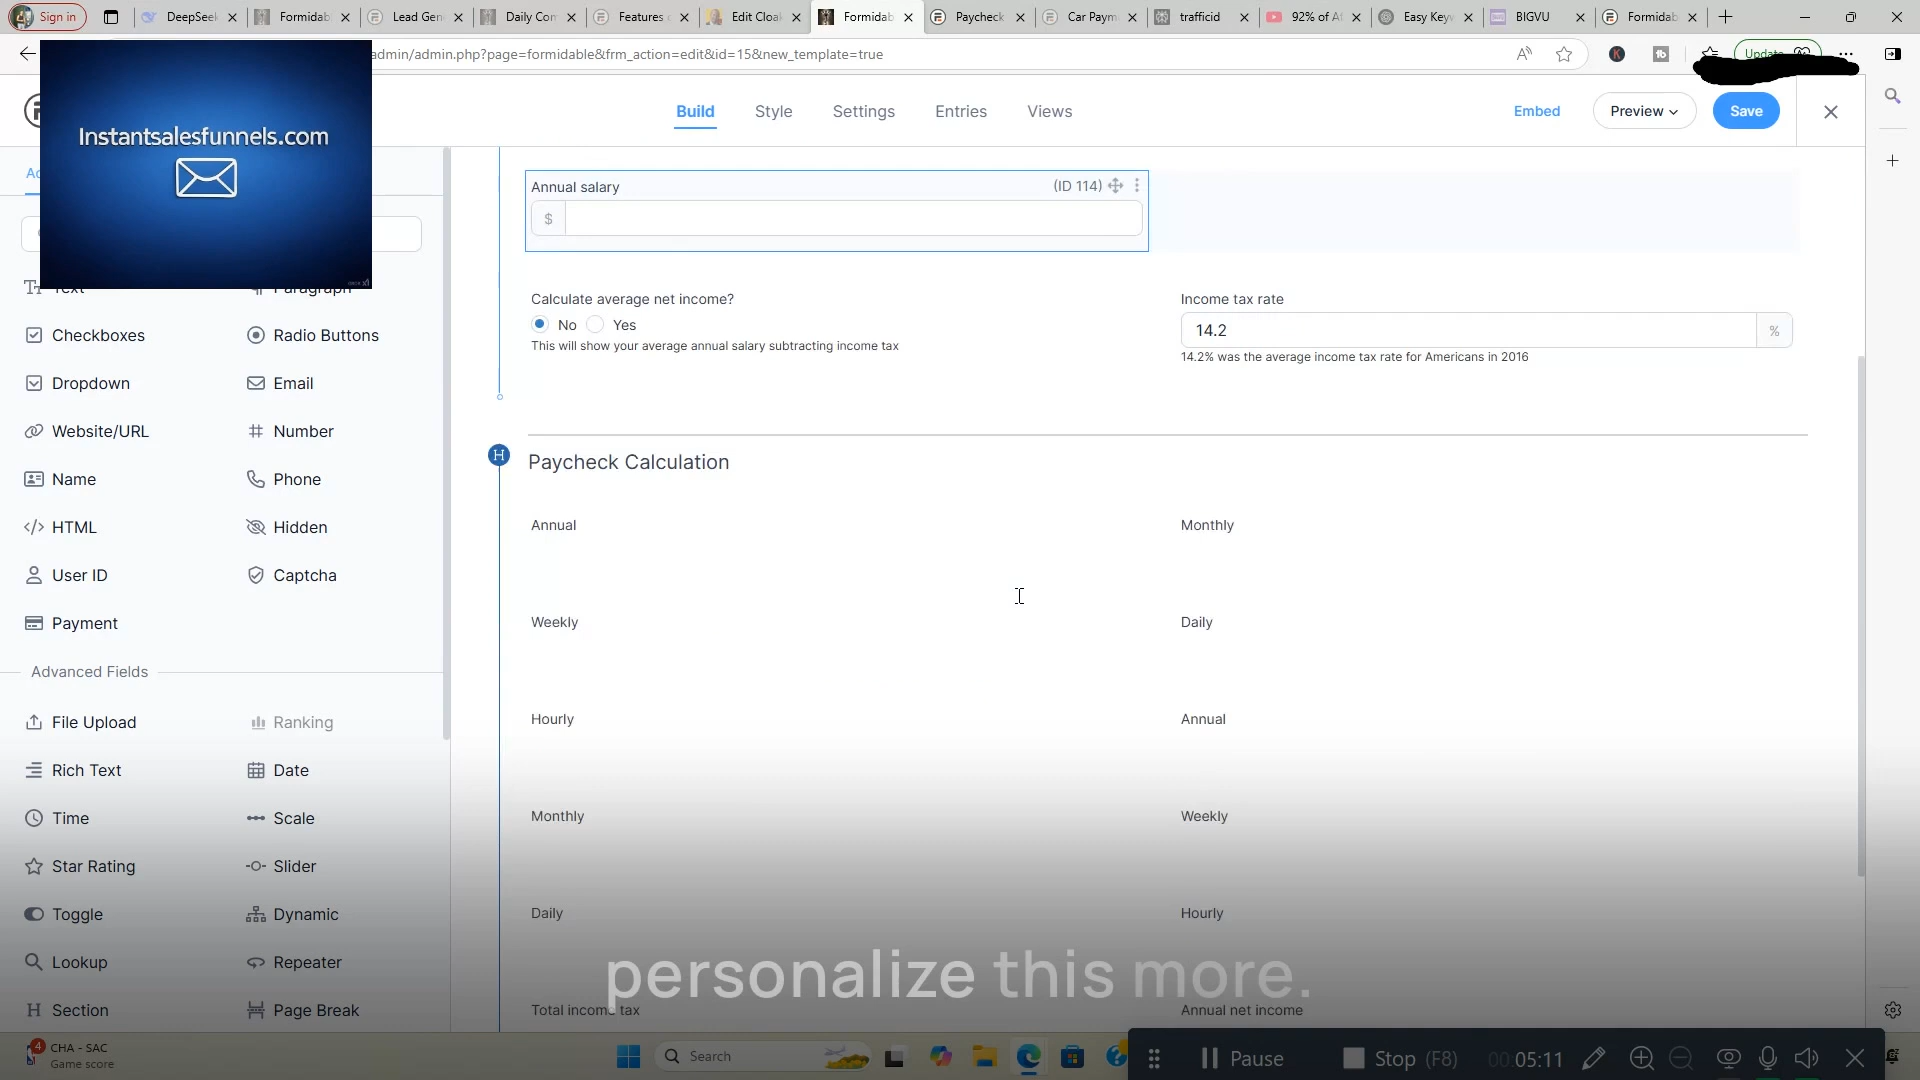 Sign in
DeepSeek
Formidab
Lead Gen
Daily Con
Features
Edit Cloak
Formidab
Paycheck
Car Paym
trafficid
92% of A
Easy Key
BIGVU
Formidab
admin/admin.php?page=formidable&frm_action=edit&id=15&new_template=true
Update
Instantsalesfunnels.com
Build
Style
Settings
Entries
Views
Embed
Preview
Save
Text
Paragraph
Checkboxes
Radio Buttons
Dropdown
Email
Website/URL
Number
Name
Phone
HTML
Hidden
User ID
Captcha
Payment
Advanced Fields
File Upload
Ranking
Rich Text
Date
Time
Scale
Star Rating
Slider
Toggle
Dynamic
Lookup
Repeater
Section
Page Break
Annual salary
(ID 114)
$
Calculate average net income?
No
Yes
This will show your average annual salary subtracting income tax
Income tax rate
14.2
%
14.2% was the average income tax rate for Americans in 2016
H
Paycheck Calculation
Annual
Monthly
Weekly
Daily
Hourly
Annual
Monthly
Weekly
Daily
Hourly
personalize this more.
Total income tax
Annual net income
4
CHA - SAC
Game score
Search
Pause
Stop (F8)
00:05:11